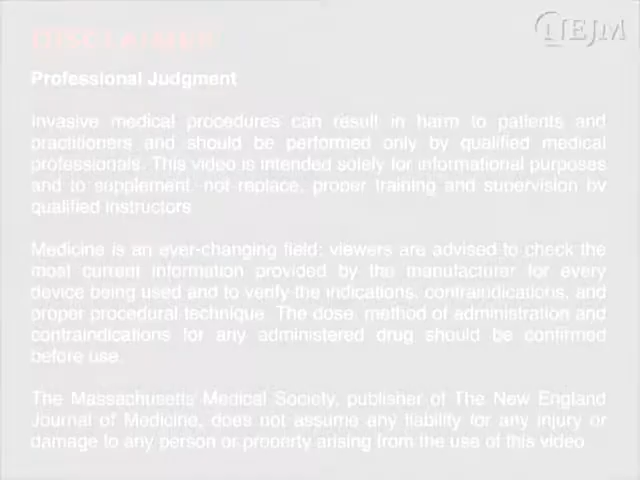 DISCLAIMER
NEJM
Professional Judgment
Invasive medical procedures can result in harm to patients and
practitioners and should be performed only by qualified medical
professionals. This video is intended solely for informational purposes
and to supplement, not replace, proper training and supervision by
qualified instructors.
Medicine is an ever-changing field; viewers are advised to check the
most current information provided by the manufacturer for every
device being used and to verify the indications, contraindications, and
proper procedural technique. The dose, method of administration and
contraindications for any administered drug should be confirmed
before use.
The Massachusetts Medical Society, publisher of The New England
Journal of Medicine, does not assume any liability for any injury or
damage to any person or property arising from the use of this video.